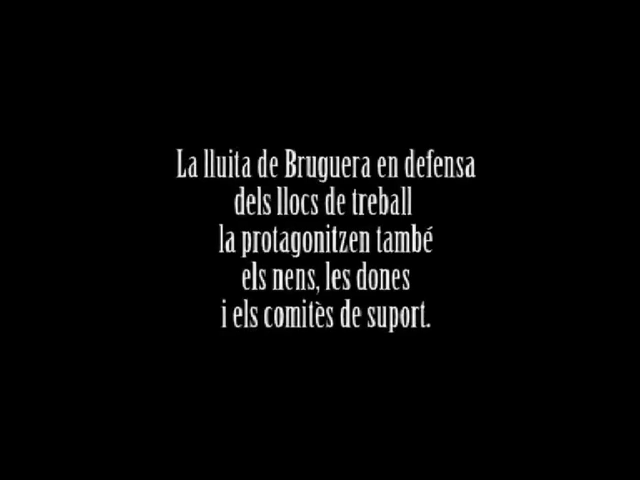 La lluita de Bruguera en defensa
dels llocs de treball
la protagonitzen també
els nens, les dones
i els comitès de suport.